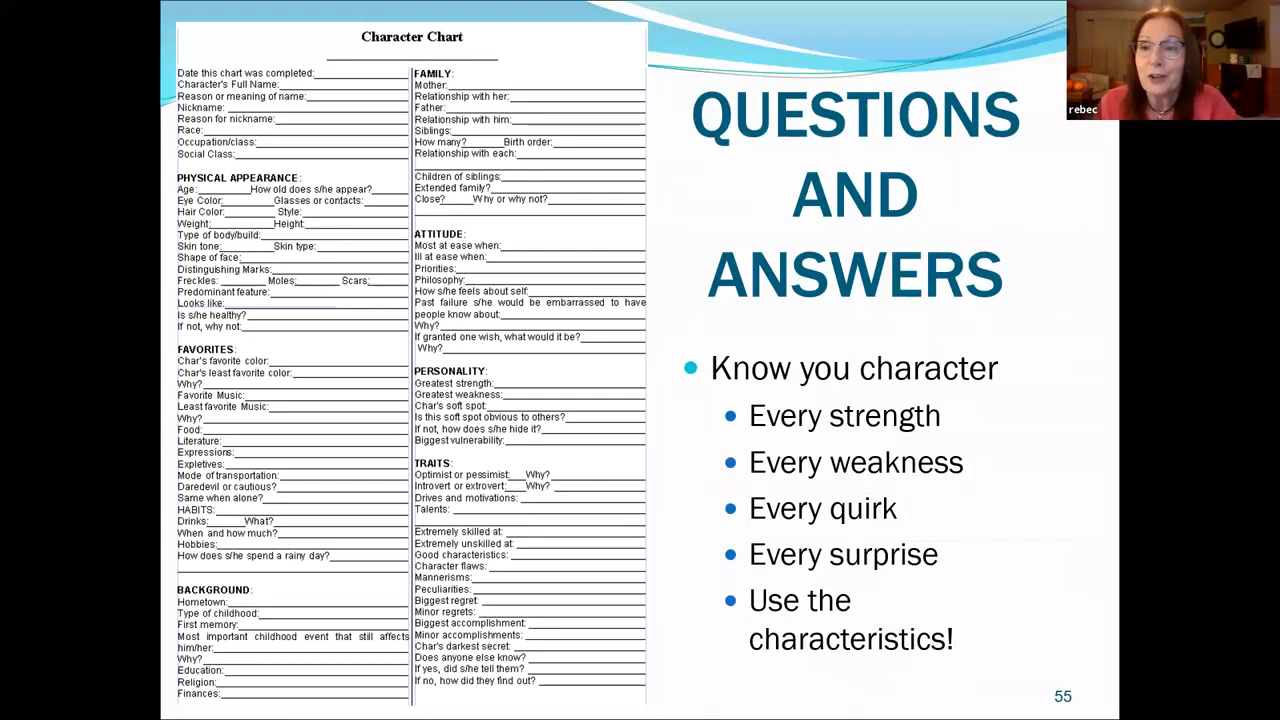 Character Chart
Date this chart was completed:
Character's Full Name:
Reason or meaning of name:
Nickname:
Reason for nickname:
Race:
Occupation/class:
Social Class:
PHYSICAL APPEARANCE:
Age: How old does s/he appear?
Eye Color: Glasses or contacts:
Hair Color: Style:
Weight: Height:
Type of body/build:
Skin tone: Skin type:
Shape of face:
Distinguishing Marks:
Freckles: Moles: Scars:
Predominant feature:
Looks like:
Is s/he healthy?
If not, why not:
FAVORITES:
Char's favorite color:
Char's least favorite color:
Why?
Favorite Music:
Least favorite Music:
Why?
Food:
Literature:
Expressions:
Expletives:
Mode of transportation:
Daredevil or cautious?
Same when alone?
HABITS:
Drinks: What?
When and how much?
Hobbies:
How does s/he spend a rainy day?
BACKGROUND:
Hometown:
Type of childhood:
First memory:
Most important childhood event that still affects
him/her:
Why?
Education:
Religion:
Finances:
FAMILY:
Mother:
Relationship with her:
Father:
Relationship with him:
Siblings:
How many? Birth order:
Relationship with each:
Children of siblings:
Extended family?
Close? Why or why not?
ATTITUDE:
Most at ease when:
Ill at ease when:
Priorities:
Philosophy:
How s/he feels about self:
Past failure s/he would be embarrassed to have
people know about:
Why?
If granted one wish, what would it be?
Why?
PERSONALITY:
Greatest strength:
Greatest weakness:
Char's soft spot:
Is this soft spot obvious to others?
If not, how does s/he hide it?
Biggest vulnerability:
TRAITS:
Optimist or pessimist: Why?
Introvert or extrovert: Why?
Drives and motivations:
Talents:
Extremely skilled at:
Extremely unskilled at:
Good characteristics:
Character flaws:
Mannerisms:
Peculiarities:
Biggest regret:
Minor regrets:
Biggest accomplishment:
Minor accomplishments:
Char's darkest secret:
Does anyone else know?
If yes, did s/he tell them?
If no, how did they find out?
QUESTIONS
AND
ANSWERS
Know you character
Every strength
Every weakness
Every quirk
Every surprise
Use the
characteristics!
55
rebec